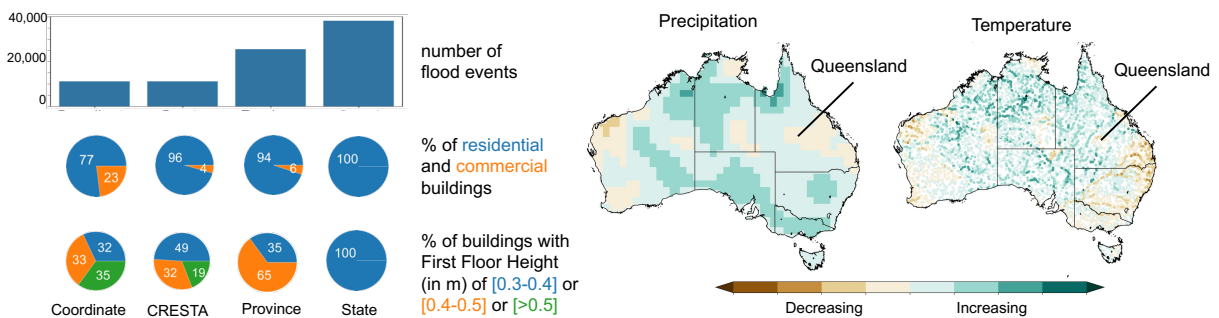 40,000
20,000
0
number of
flood events
77
23
96
4
94
6
100
% of residential
and commercial
buildings
33
32
35
49
32
19
35
65
100
% of buildings with
First Floor Height
(in m) of [0.3-0.4] or
[0.4-0.5] or [>0.5]
Coordinate
CRESTA
Province
State
Precipitation
Queensland
Temperature
Queensland
Decreasing
Increasing